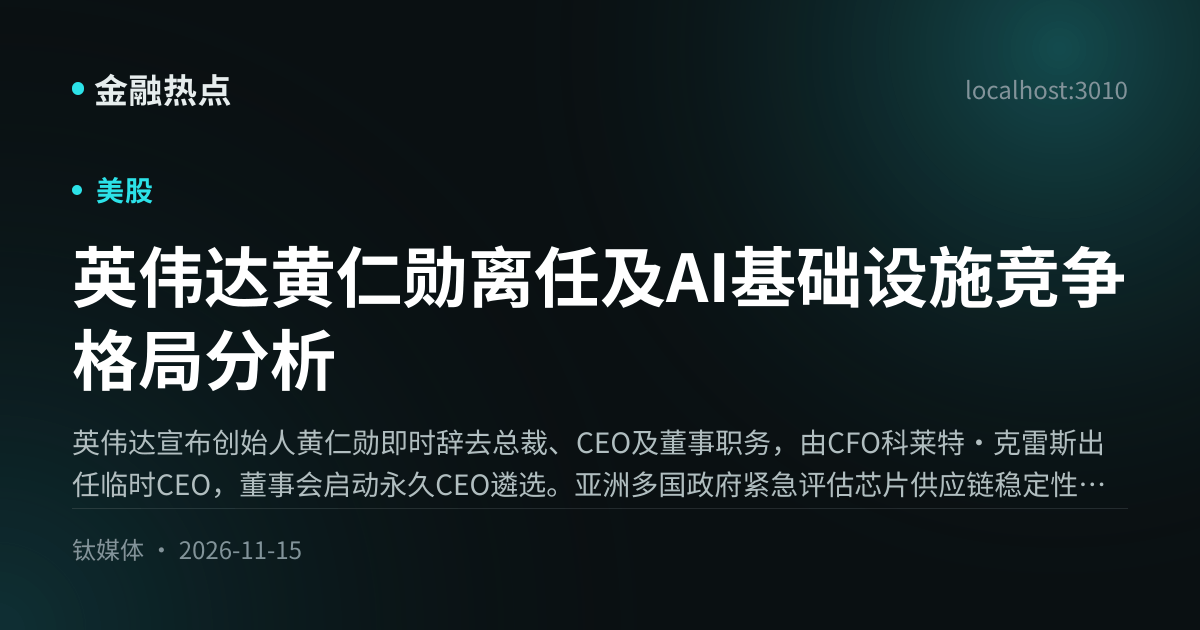 金融热点
localhost:3010
美股
英伟达黄仁勋离任及AI基础设施竞争
格局分析
英伟达宣布创始人黄仁勋即时辞去总裁、CEO及董事职务，由CFO科莱特・克雷斯出
任临时CEO，董事会启动永久CEO遴选。亚洲多国政府紧急评估芯片供应链稳定性…
钛媒体 · 2026-11-15